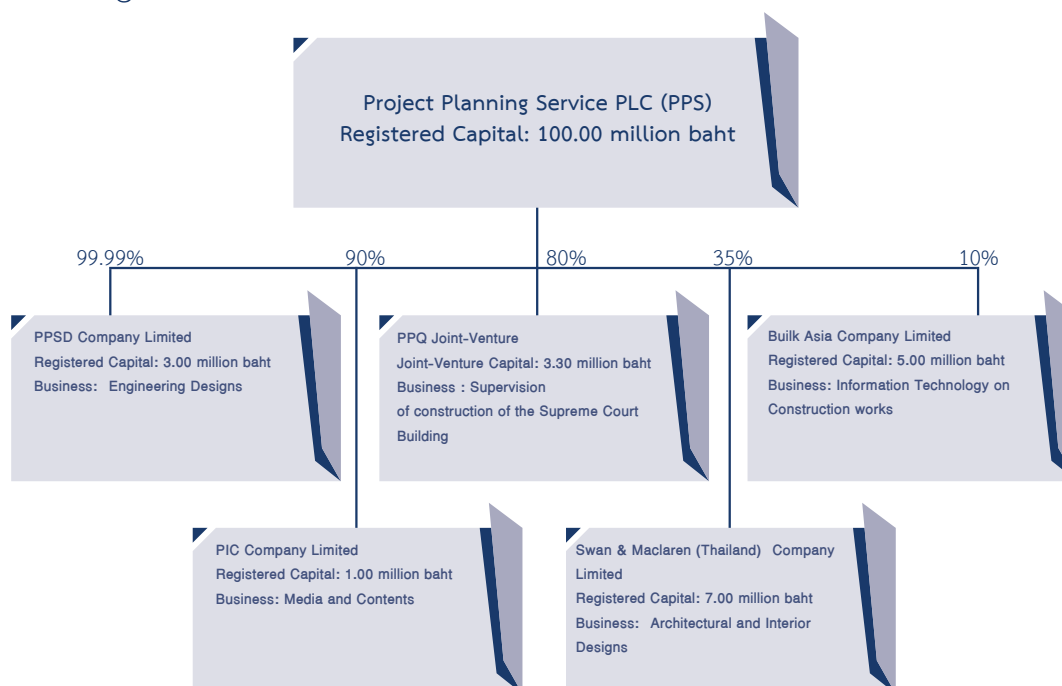 Project Planning Service PLC (PPS)
Registered Capital: 100.00 million baht
99.99%
90%
80%
35%
10%
PPSD Company Limited
Registered Capital: 3.00 million baht
Business: Engineering Designs
PPQ Joint-Venture
Joint-Venture Capital: 3.30 million baht
Business : Supervision
of construction of the Supreme Court
Building
Builk Asia Company Limited
Registered Capital: 5.00 million baht
Business: Information Technology on
Construction works
PIC Company Limited
Registered Capital: 1.00 million baht
Business: Media and Contents
Swan & Maclaren (Thailand) Company
Limited
Registered Capital: 7.00 million baht
Business: Architectural and Interior
Designs